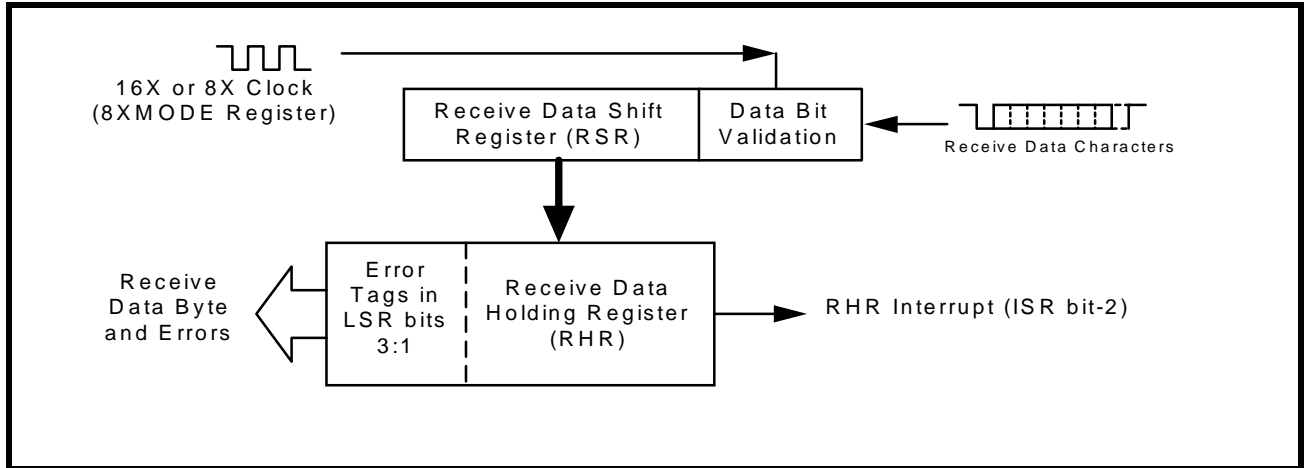 16X or 8X Clock
(8XMODE Register)
Receive Data Shift
Register (RSR)
Data Bit
Validation
Receive Data Characters
Receive
Data Byte
and Errors
Error
Tags in
LSR bits
3:1
Receive Data
Holding Register
(RHR)
RHR Interrupt (ISR bit-2)